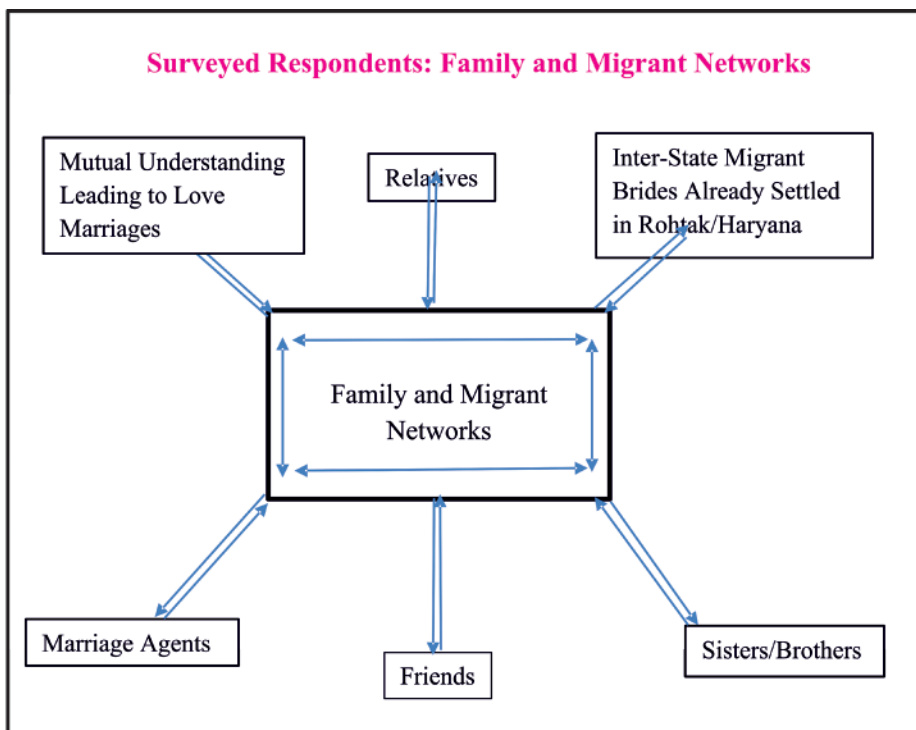 Surveyed Respondents: Family and Migrant Networks
Mutual Understanding
Leading to Love
Marriages
Relatives
Inter-State Migrant
Brides Already Settled
in Rohtak/Haryana
Family and Migrant
Networks
Marriage Agents
Friends
Sisters/Brothers